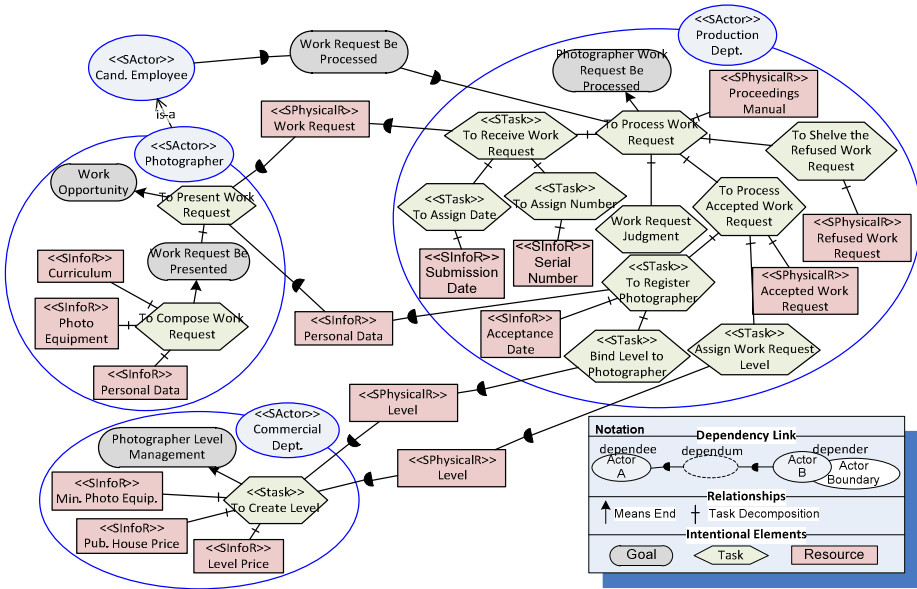 <<SActor>>
Cand. Employee
Work Request Be
Processed
<<SActor>>
Production
Dept.
Photographer Work
Request Be
Processed
<<SPhysicalR>>
Proceedings
Manual
is-a
<<SPhysicalR>>
Work Request
<<STask>>
To Receive Work
Request
To Process Work
Request
To Shelve the
Refused Work
Request
<<SActor>>
Photographer
Work
Opportunity
To Present Work
Request
<<STask>>
To Assign Date
<<STask>>
To Assign Number
Work Request
Judgment
To Process
Accepted Work
Request
<<SPhysicalR>>
Refused Work
Request
Work Request Be
Presented
<<SInfoR>>
Curriculum
<<SInfoR>>
Submission
Date
<<SInfoR>>
Serial
Number
<<STask>>
To Register
Photographer
<<SPhysicalR>>
Accepted Work
Request
<<SInfoR>>
Photo
Equipment
To Compose Work
Request
<<SInfoR>>
Personal Data
<<SInfoR>>
Acceptance
Date
<<STask>>
Bind Level to
Photographer
<<STask>>
Assign Work Request
Level
<<SInfoR>>
Personal Data
<<SPhysicalR>>
Level
<<SActor>>
Commercial
Dept.
Photographer Level
Management
<<SPhysicalR>>
Level
<<SInfoR>>
Min. Photo Equip.
<<Stask>>
To Create Level
<<SInfoR>>
Pub. House Price
<<SInfoR>>
Level Price
Notation
Dependency Link
dependee
dependum
depender
Actor
A
Actor
B
Actor
Boundary
Relationships
Means End
Task Decomposition
Intentional Elements
Goal
Task
Resource